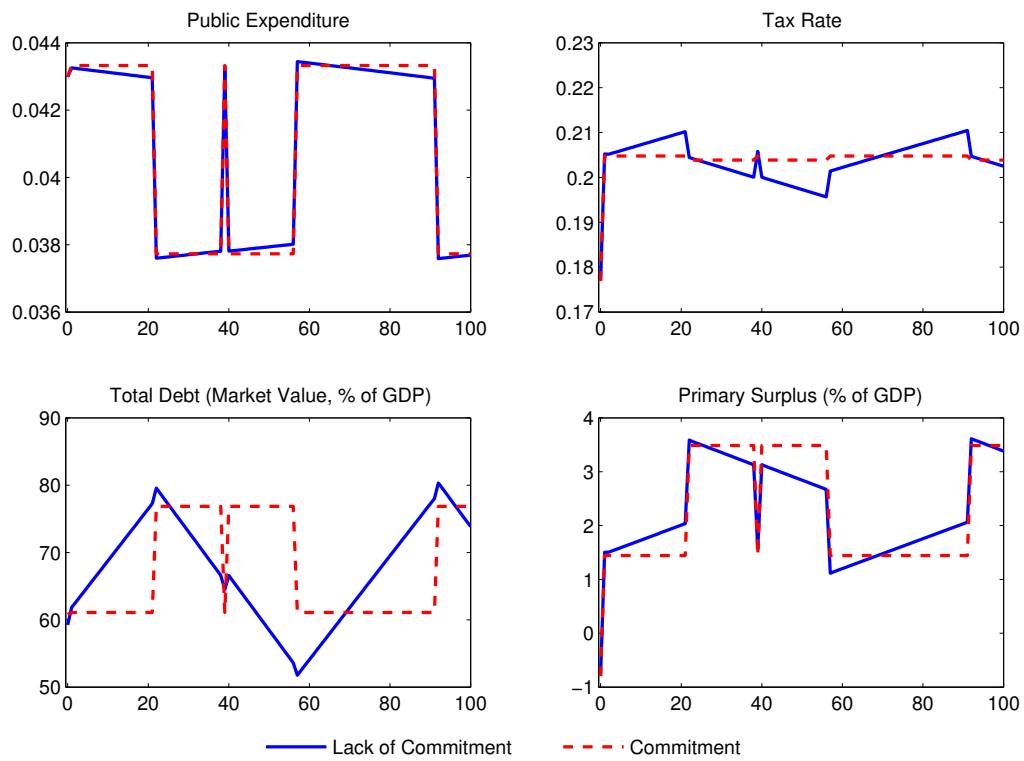 Public Expenditure
0.044
0.042
0.04
0.038
0.036
0 20 40 60 80 100
Tax Rate
0.23
0.22
0.21
0.2
0.19
0.18
0.17
0 20 40 60 80 100
Total Debt (Market Value, % of GDP)
90
80
70
60
50
0 20 40 60 80 100
Primary Surplus (% of GDP)
4
3
2
1
0
−1
0 20 40 60 80 100
Lack of Commitment Commitment